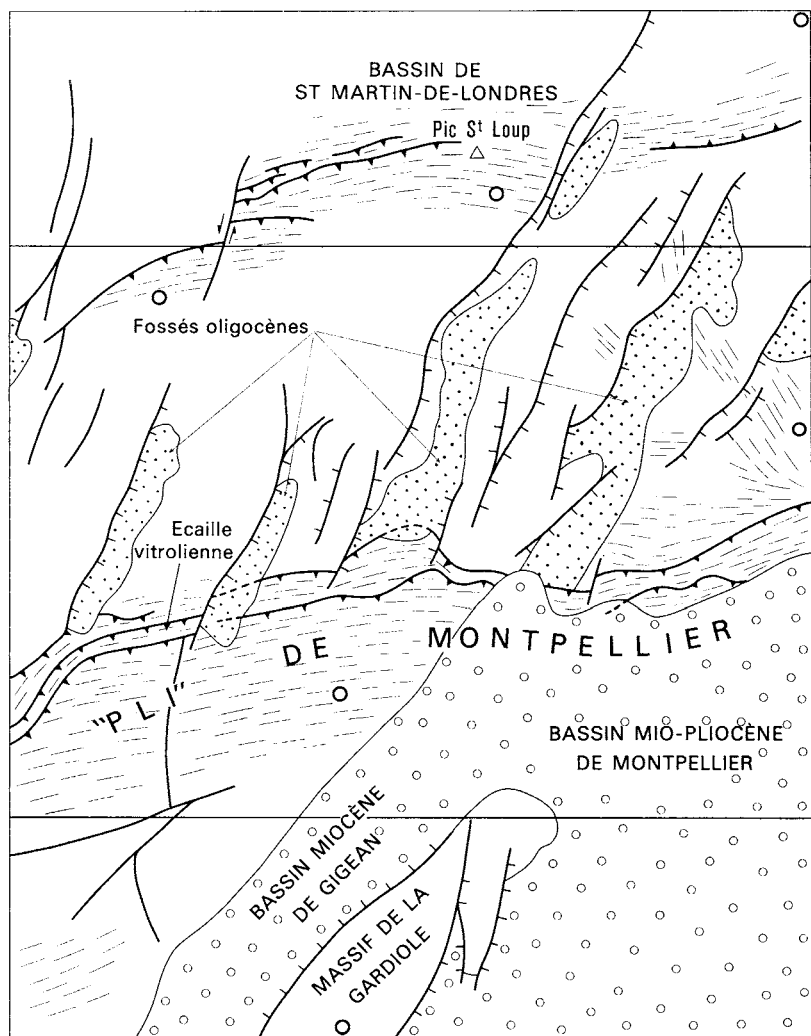 BASSIN DE
ST MARTIN-DE-LONDRES
Pic Sᵗ Loup
Fossés oligocènes
Ecaille
vitrolienne
"PLI" DE MONTPELLIER
BASSIN MIO-PLIOCÈNE
DE MONTPELLIER
BASSIN MIOCÈNE
DE GIGEAN
MASSIF DE LA
GARDIOLE